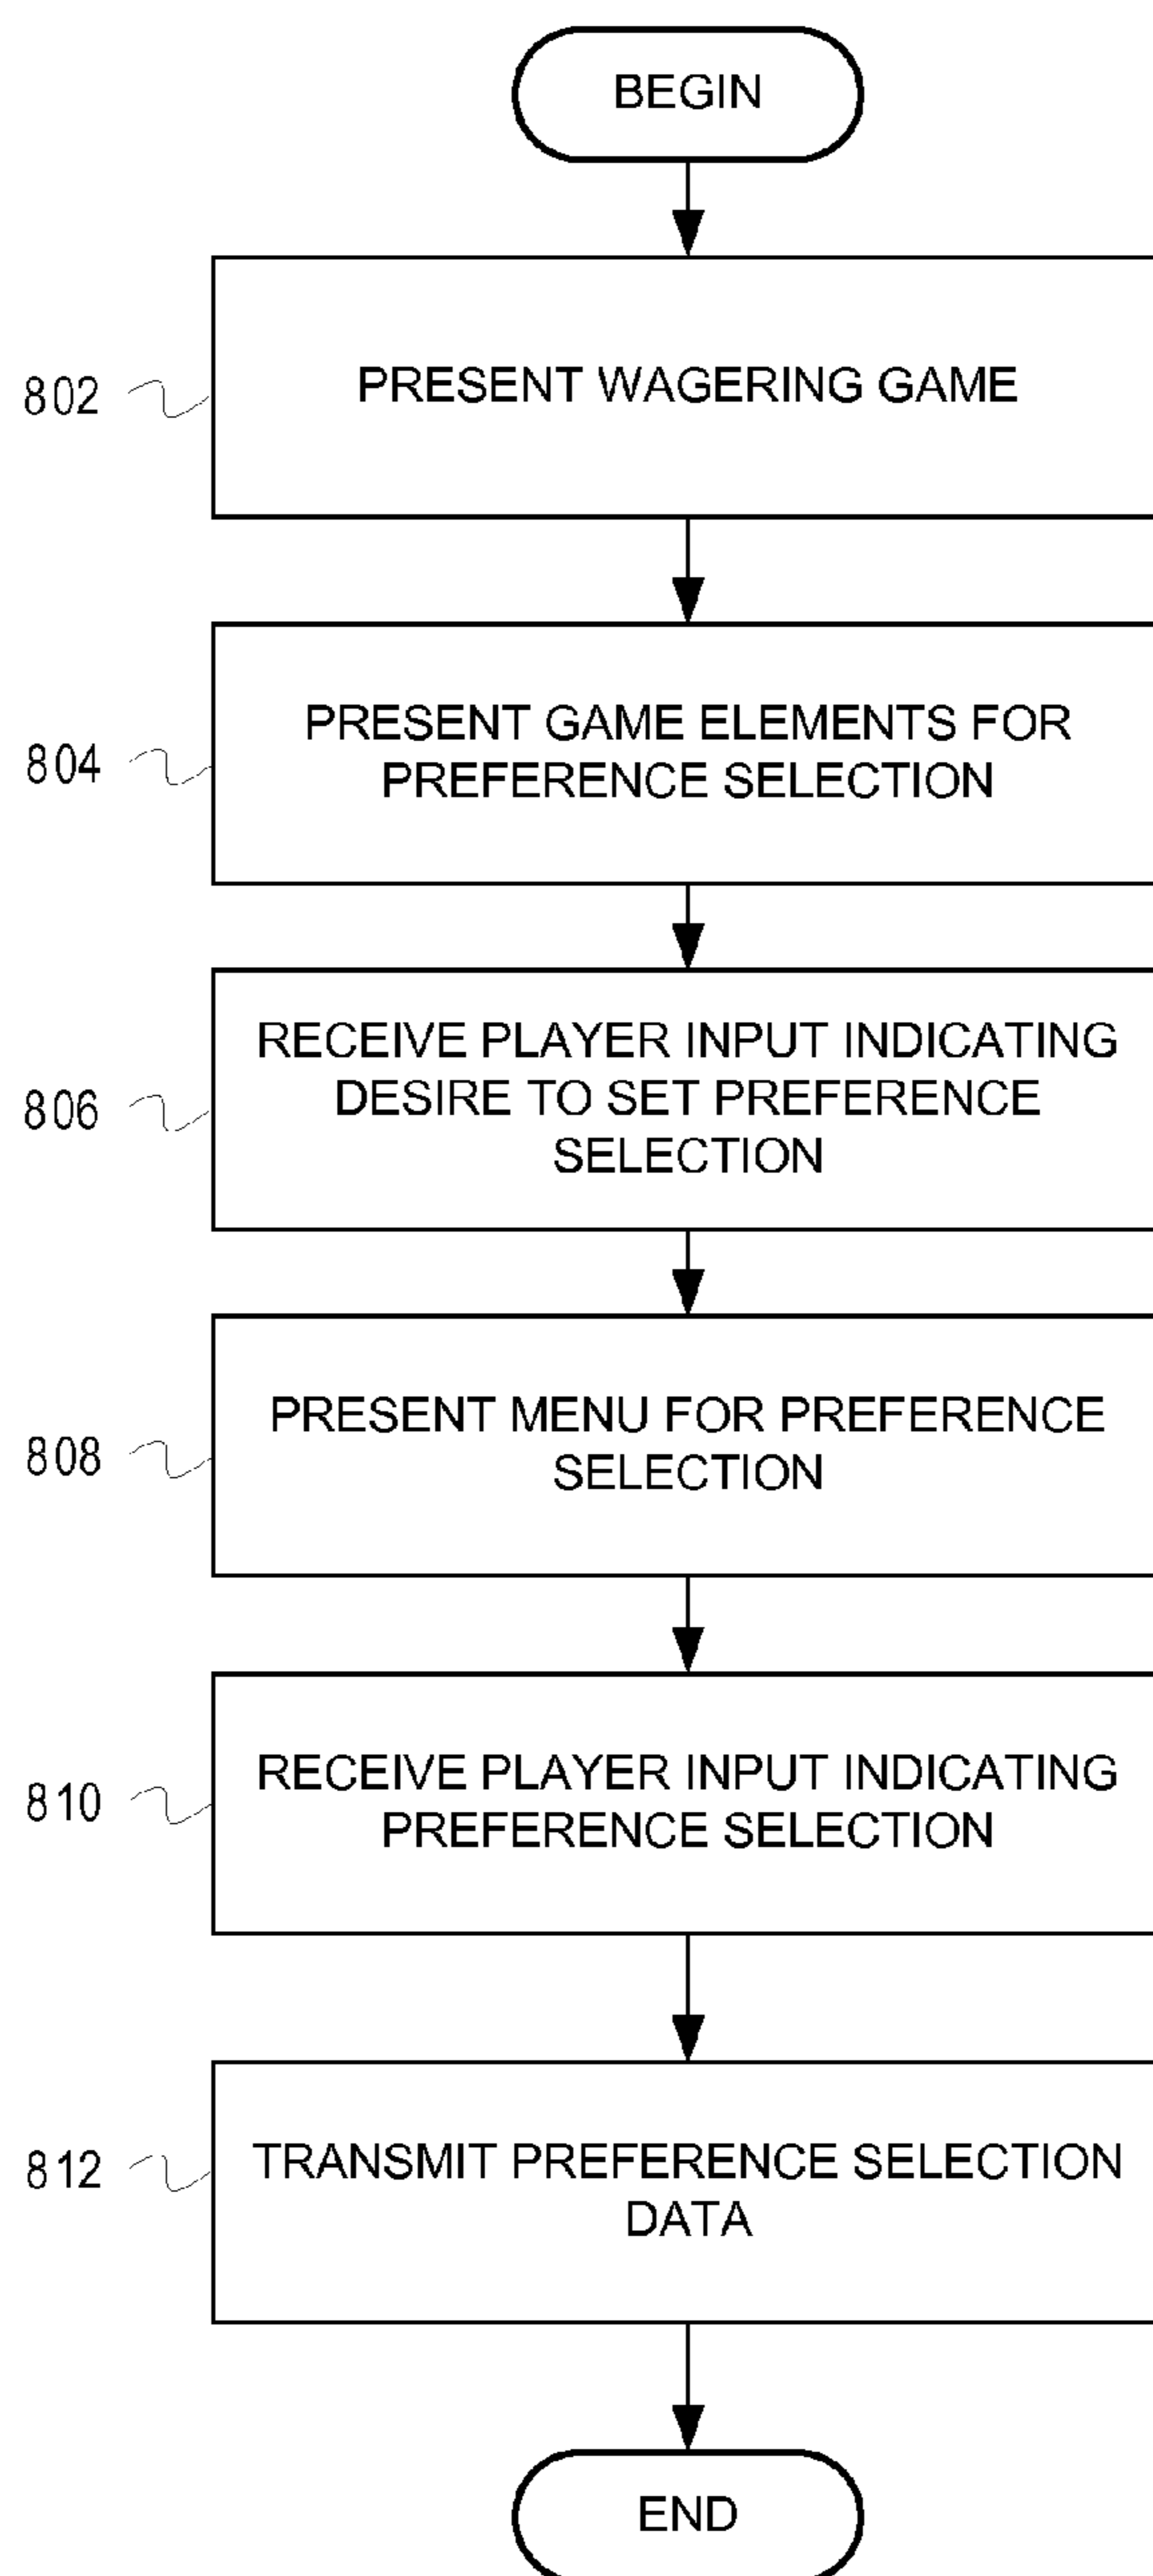 BEGIN
802
PRESENT WAGERING GAME
804
PRESENT GAME ELEMENTS FOR
PREFERENCE SELECTION
806
RECEIVE PLAYER INPUT INDICATING
DESIRE TO SET PREFERENCE
SELECTION
808
PRESENT MENU FOR PREFERENCE
SELECTION
810
RECEIVE PLAYER INPUT INDICATING
PREFERENCE SELECTION
812
TRANSMIT PREFERENCE SELECTION
DATA
END